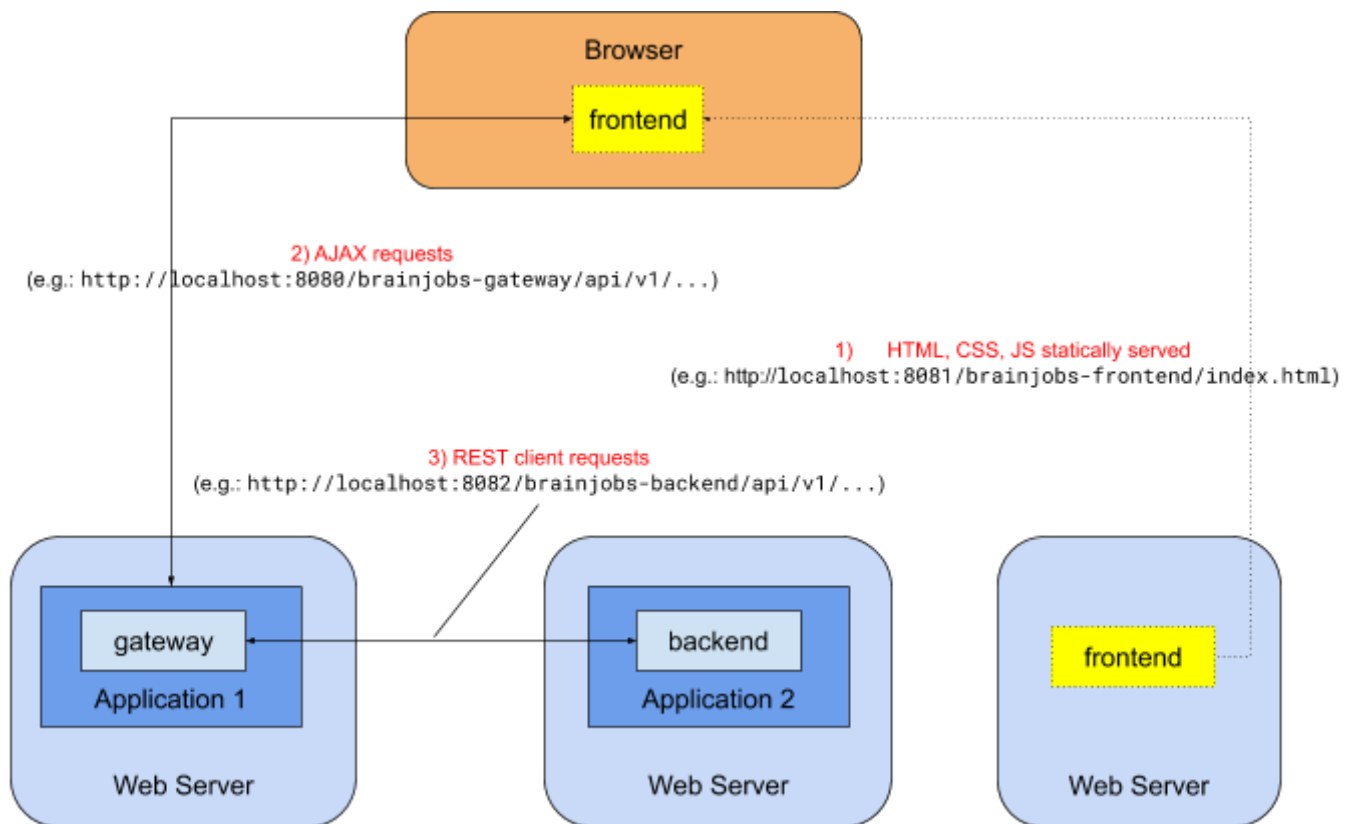 Browser
frontend
2) AJAX requests
(e.g.: http://localhost:8080/brainjobs-gateway/api/v1/...)
1) HTML, CSS, JS statically served
(e.g.: http://localhost:8081/brainjobs-frontend/index.html)
3) REST client requests
(e.g.: http://localhost:8082/brainjobs-backend/api/v1/...)
gateway
Application 1
Web Server
backend
Application 2
Web Server
frontend
Web Server